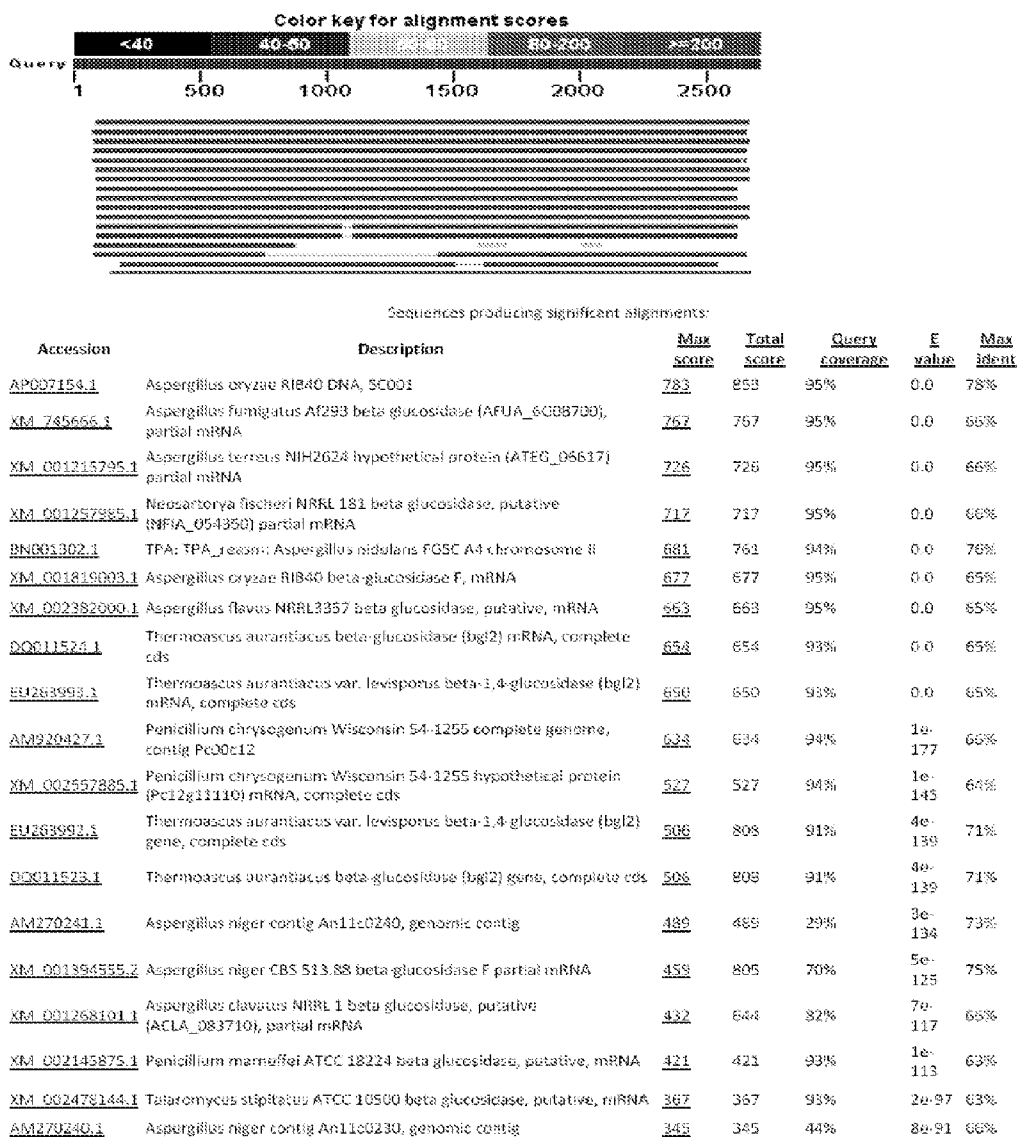 Color key for alignment scores
<40 40-50 80-200 >=200
Query
1 500 1000 1500 2000 2500
Sequences producing significant alignments:
Accession Description Max score Total score Query coverage E value Max ident
AP007154.1 Aspergillus oryzae RIB40 DNA, SC001 783 853 95% 0.0 78%
XM_745666.1 Aspergillus fumigatus Af293 beta glucosidase (AFUA_6G08700), partial mRNA 767 767 95% 0.0 66%
XM_001215795.1 Aspergillus terreus NIH2624 hypothetical protein (ATEG_06617) partial mRNA 726 726 95% 0.0 66%
XM_001257985.1 Neosartorya fischeri NRRL 181 beta glucosidase, putative (NFIA_054350) partial mRNA 717 717 95% 0.0 66%
BN001302.1 TPA: TPA_reasm: Aspergillus nidulans FGSC A4 chromosome II 681 761 94% 0.0 76%
XM_001819003.1 Aspergillus oryzae RIB40 beta-glucosidase F, mRNA 677 677 95% 0.0 65%
XM_002382000.1 Aspergillus flavus NRRL3357 beta glucosidase, putative, mRNA 663 663 95% 0.0 65%
DQ011524.1 Thermoascus aurantiacus beta-glucosidase (bgl2) mRNA, complete cds 654 654 93% 0.0 65%
EU263993.1 Thermoascus aurantiacus var. levisporus beta-1,4-glucosidase (bgl2) mRNA, complete cds 650 650 93% 0.0 65%
AM920427.1 Penicillium chrysogenum Wisconsin 54-1255 complete genome, contig Pc00c12 634 634 94% 1e-177 66%
XM_002557885.1 Penicillium chrysogenum Wisconsin 54-1255 hypothetical protein (Pc12g11110) mRNA, complete cds 527 527 94% 1e-145 64%
EU263992.1 Thermoascus aurantiacus var. levisporus beta-1,4-glucosidase (bgl2) gene, complete cds 506 808 91% 4e-139 71%
DQ011523.1 Thermoascus aurantiacus beta-glucosidase (bgl2) gene, complete cds 506 808 91% 4e-139 71%
AM270241.1 Aspergillus niger contig An11c0240, genomic contig 489 489 29% 3e-134 73%
XM_001394555.2 Aspergillus niger CBS 513.88 beta-glucosidase F partial mRNA 459 805 70% 5e-125 75%
XM_001268101.1 Aspergillus clavatus NRRL 1 beta glucosidase, putative (ACLA_083710), partial mRNA 432 644 82% 7e-117 66%
XM_002145875.1 Penicillium marneffei ATCC 18224 beta glucosidase, putative, mRNA 421 421 93% 1e-113 63%
XM_002478144.1 Talaromyces stipitatus ATCC 10500 beta glucosidase, putative, mRNA 367 367 93% 2e-97 63%
AM270240.1 Aspergillus niger contig An11c0230, genomic contig 345 345 44% 8e-91 66%